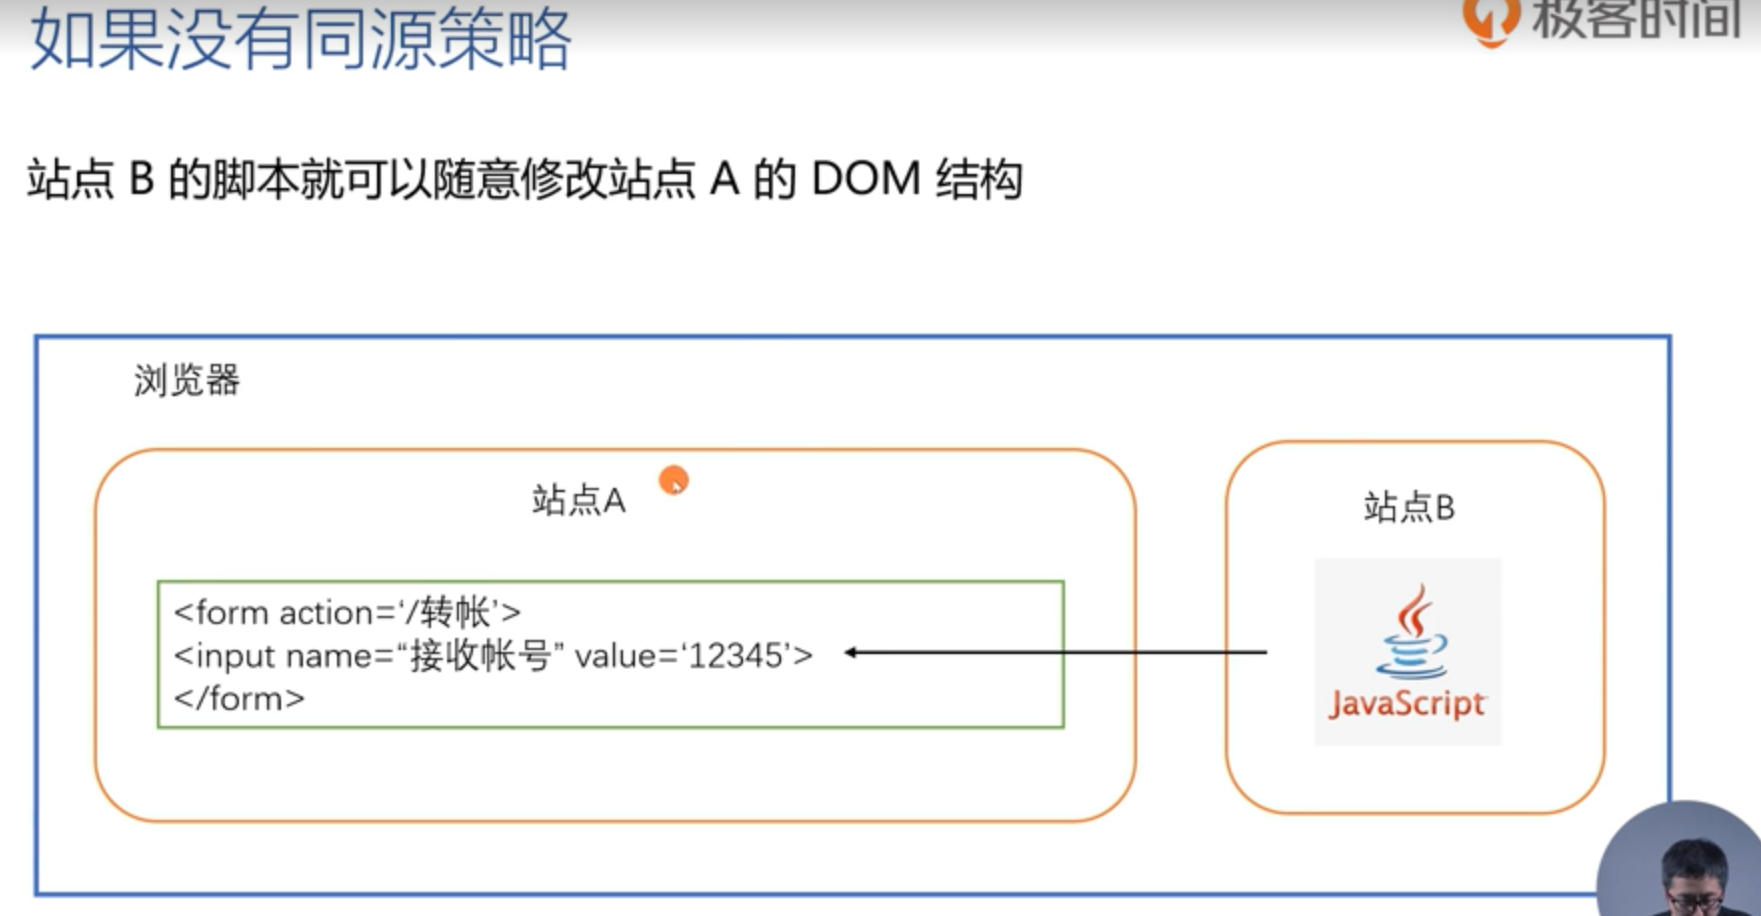 如果没有同源策略
极客时间
站点 B 的脚本就可以随意修改站点 A 的 DOM 结构
浏览器
站点A
站点B
<form action=‘/转帐’>
<input name=“接收帐号” value=‘12345’>
</form>
JavaScript